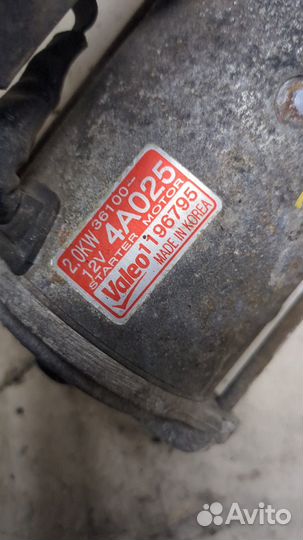 2.0KW 36100-
12V 4A025
STARTER MOTOR
Valeo 1196795
MADE IN KOREA
Avito